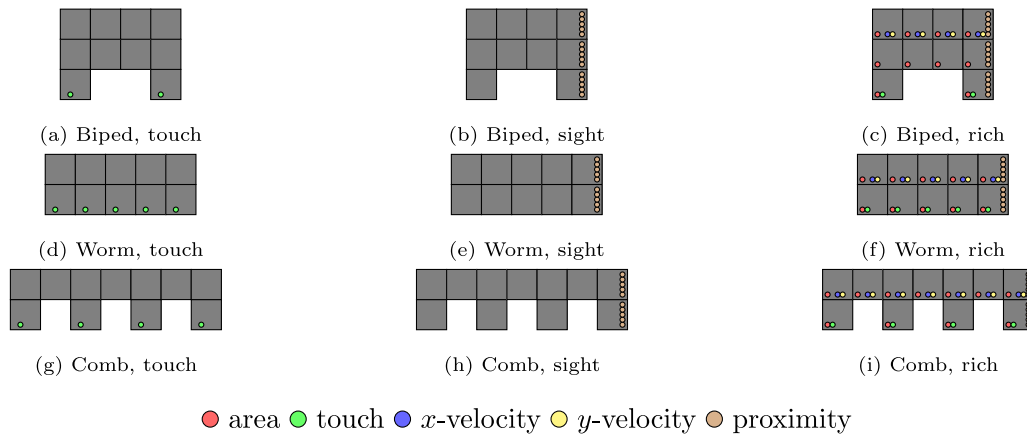 (a) Biped, touch
(b) Biped, sight
(c) Biped, rich
(d) Worm, touch
(e) Worm, sight
(f) Worm, rich
(g) Comb, touch
(h) Comb, sight
(i) Comb, rich
area touch x-velocity y-velocity proximity